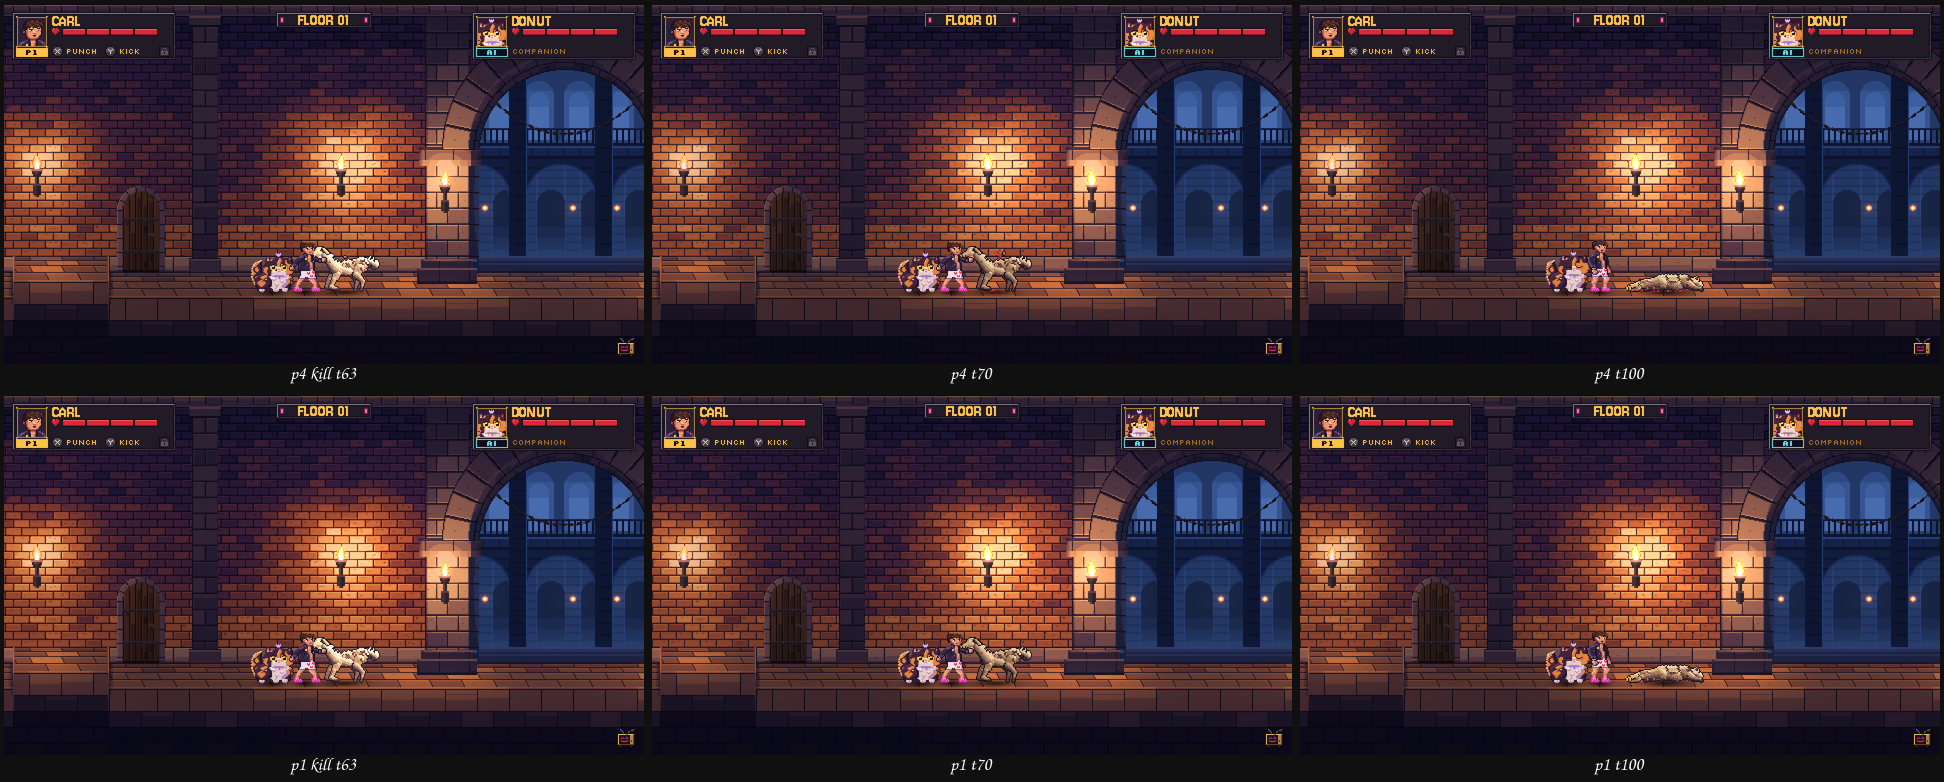 CARL
FLOOR 01
DONUT
P1
X PUNCH Y KICK
AI
COMPANION
p4 kill t63
CARL
FLOOR 01
DONUT
P1
X PUNCH Y KICK
AI
COMPANION
p4 t70
CARL
FLOOR 01
DONUT
P1
X PUNCH Y KICK
AI
COMPANION
p4 t100
CARL
FLOOR 01
DONUT
P1
X PUNCH Y KICK
AI
COMPANION
p1 kill t63
CARL
FLOOR 01
DONUT
P1
X PUNCH Y KICK
AI
COMPANION
p1 t70
CARL
FLOOR 01
DONUT
P1
X PUNCH Y KICK
AI
COMPANION
p1 t100